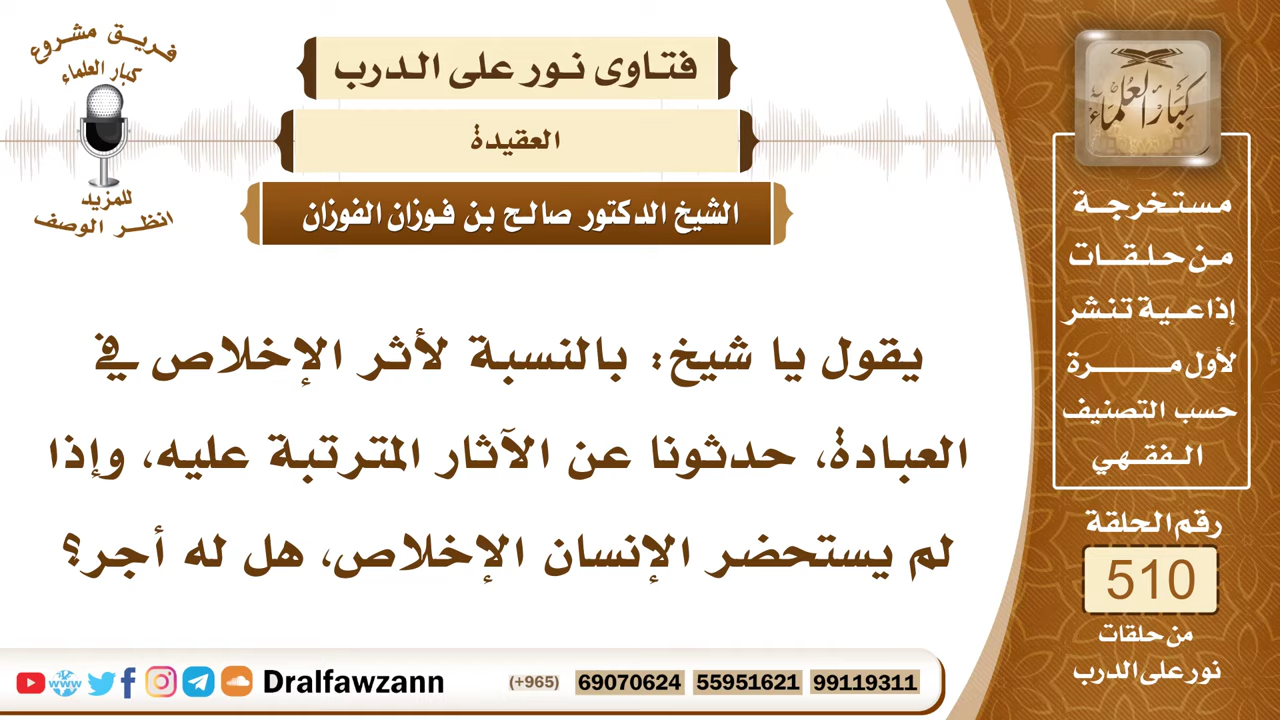 فريق مشروع
كبار العلماء
للمزيد
انظر الوصف
فتاوى نور على الدرب
العقيدة
الشيخ الدكتور صالح بن فوزان الفوزان
يقول يا شيخ: بالنسبة لأثر الإخلاص في
العبادة، حدثونا عن الآثار المترتبة عليه، وإذا
لم يستحضر الإنسان الإخلاص، هل له أجر؟
كبار العلماء
مستخرجة
من حلقات
إذاعية تنشر
لأول مرة
حسب التصنيف
الفقهي
رقم الحلقة
510
من حلقات
نور على الدرب
www
Dralfawzann
(+965) 69070624 55951621 99119311